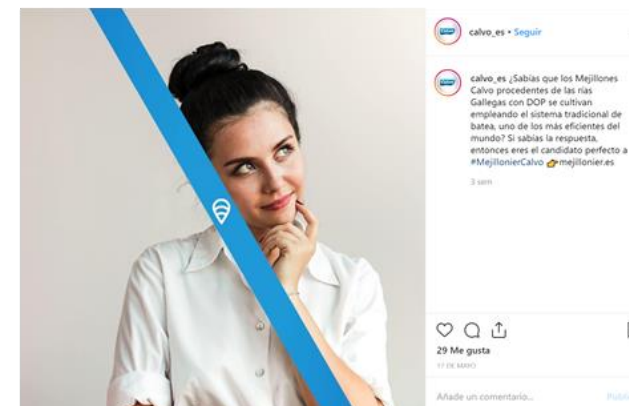 calvo_es • Seguir
calvo_es ¿Sabías que los Mejillones
Calvo procedentes de las rías
Gallegas con DOP se cultivan
empleando el sistema tradicional de
batea, uno de los más eficientes del
mundo? Si sabías la respuesta,
entonces eres el candidato perfecto a
#MejillonierCalvo 👉mejillonier.es
3 sem
29 Me gusta
17 DE MAYO
Añade un comentario...